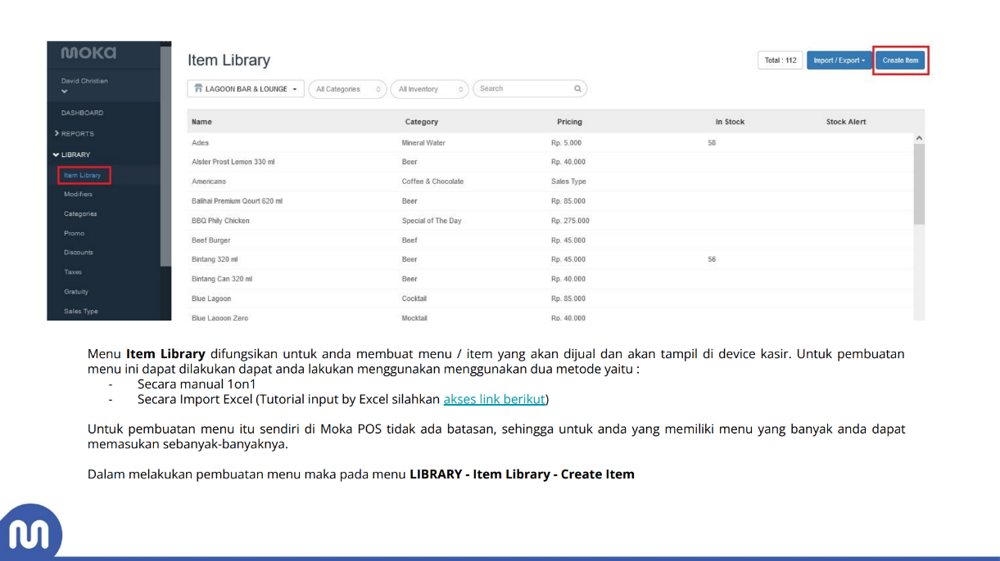 MOKA
David Christian
DASHBOARD
REPORTS
LIBRARY
Item Library
Modifiers
Categories
Promo
Discounts
Taxes
Gratuity
Sales Type
Item Library
Total : 112
Import / Export
Create Item
LAGOON BAR & LOUNGE
All Categories
All Inventory
Search
Name Category Pricing In Stock Stock Alert
Ades Mineral Water Rp. 5.000 58
Alster Prost Lemon 330 ml Beer Rp. 40.000
Americano Coffee & Chocolate Sales Type
Balihai Premium Qourt 620 ml Beer Rp. 85.000
BBQ Phily Chicken Special of The Day Rp. 275.000
Beef Burger Beef Rp. 45.000
Bintang 320 ml Beer Rp. 45.000 56
Bintang Can 320 ml Beer Rp. 40.000
Blue Lagoon Cocktail Rp. 85.000
Blue Lagoon Zero Mocktail Rp. 40.000
Menu Item Library difungsikan untuk anda membuat menu / item yang akan dijual dan akan tampil di device kasir. Untuk pembuatan
menu ini dapat dilakukan dapat anda lakukan menggunakan menggunakan dua metode yaitu :
- Secara manual 1on1
- Secara Import Excel (Tutorial input by Excel silahkan akses link berikut)
Untuk pembuatan menu itu sendiri di Moka POS tidak ada batasan, sehingga untuk anda yang memiliki menu yang banyak anda dapat
memasukan sebanyak-banyaknya.
Dalam melakukan pembuatan menu maka pada menu LIBRARY - Item Library - Create Item